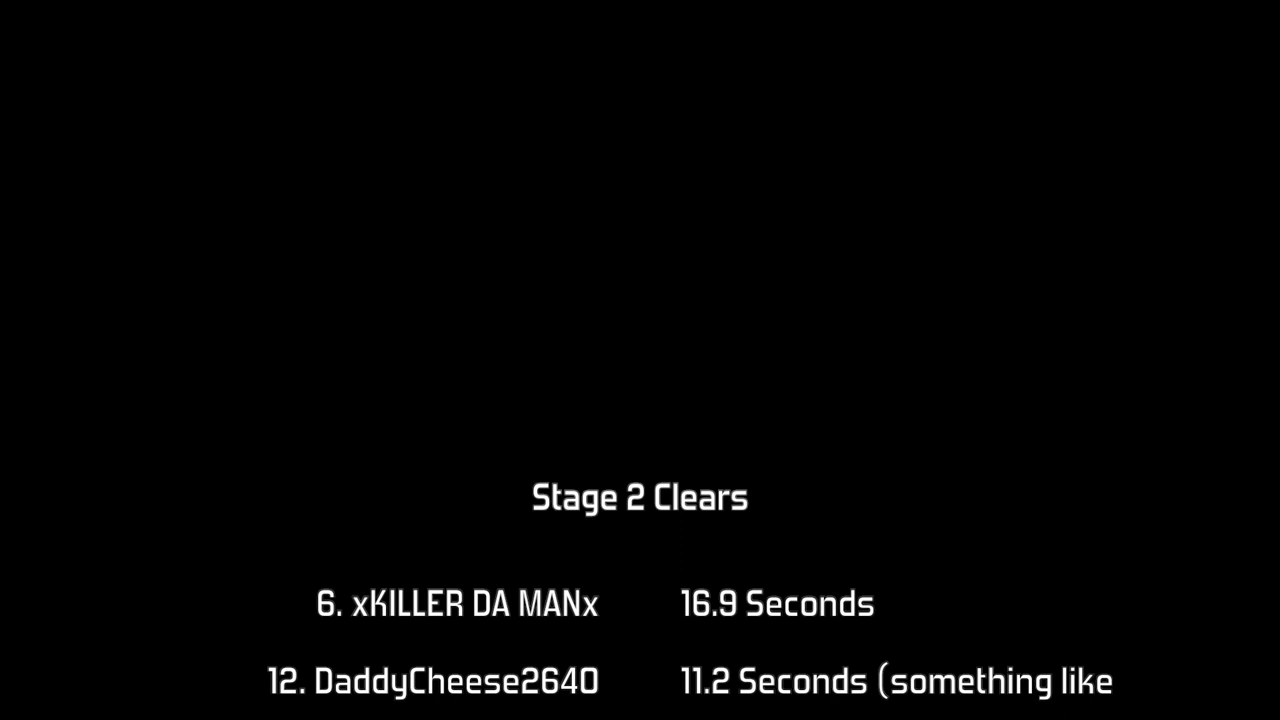 Stage 2 Clears
6. xKILLER DA MANx 16.9 Seconds
12. DaddyCheese2640 11.2 Seconds (something like